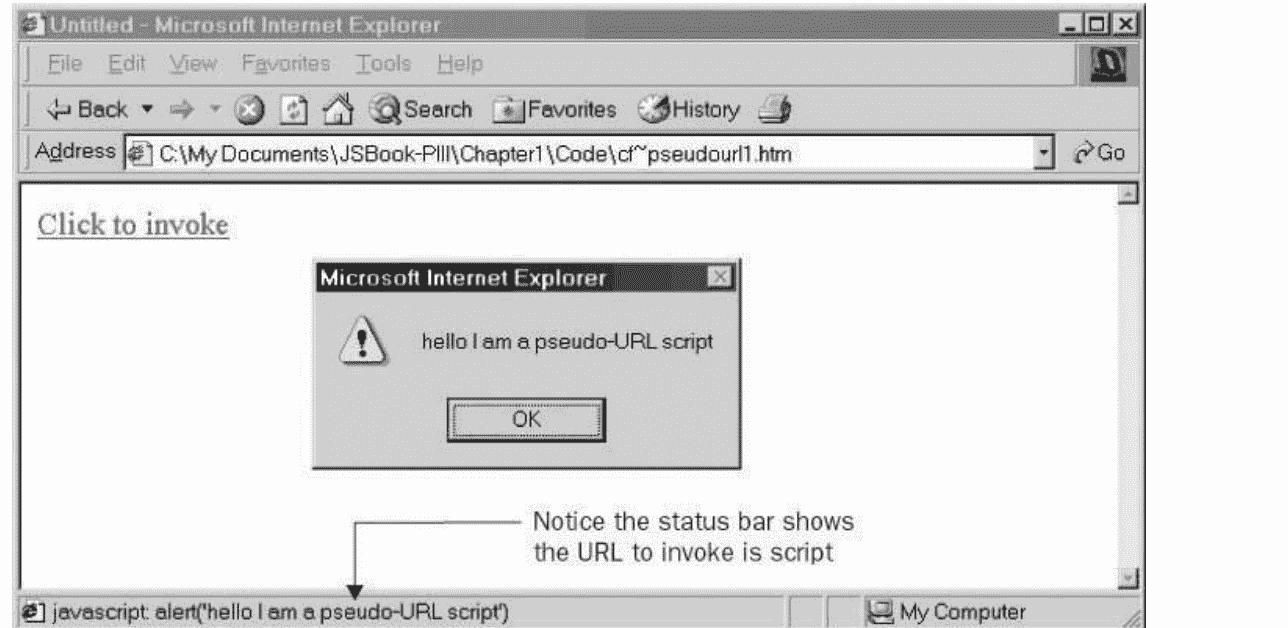 Untitled - Microsoft Internet Explorer
File Edit View Favorites Tools Help
Back Search Favorites History
Address C:\My Documents\JSBook-PIII\Chapter1\Code\cf~pseudourl1.htm Go
Click to invoke
Microsoft Internet Explorer
hello I am a pseudo-URL script
OK
Notice the status bar shows
the URL to invoke is script
javascript: alert('hello I am a pseudo-URL script') My Computer